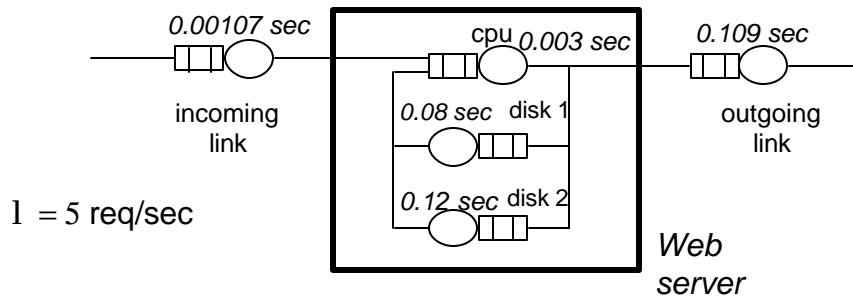 0.00107 sec
cpu 0.003 sec
0.109 sec
incoming
link
0.08 sec disk 1
outgoing
link
0.12 sec disk 2
l = 5 req/sec
Web
server